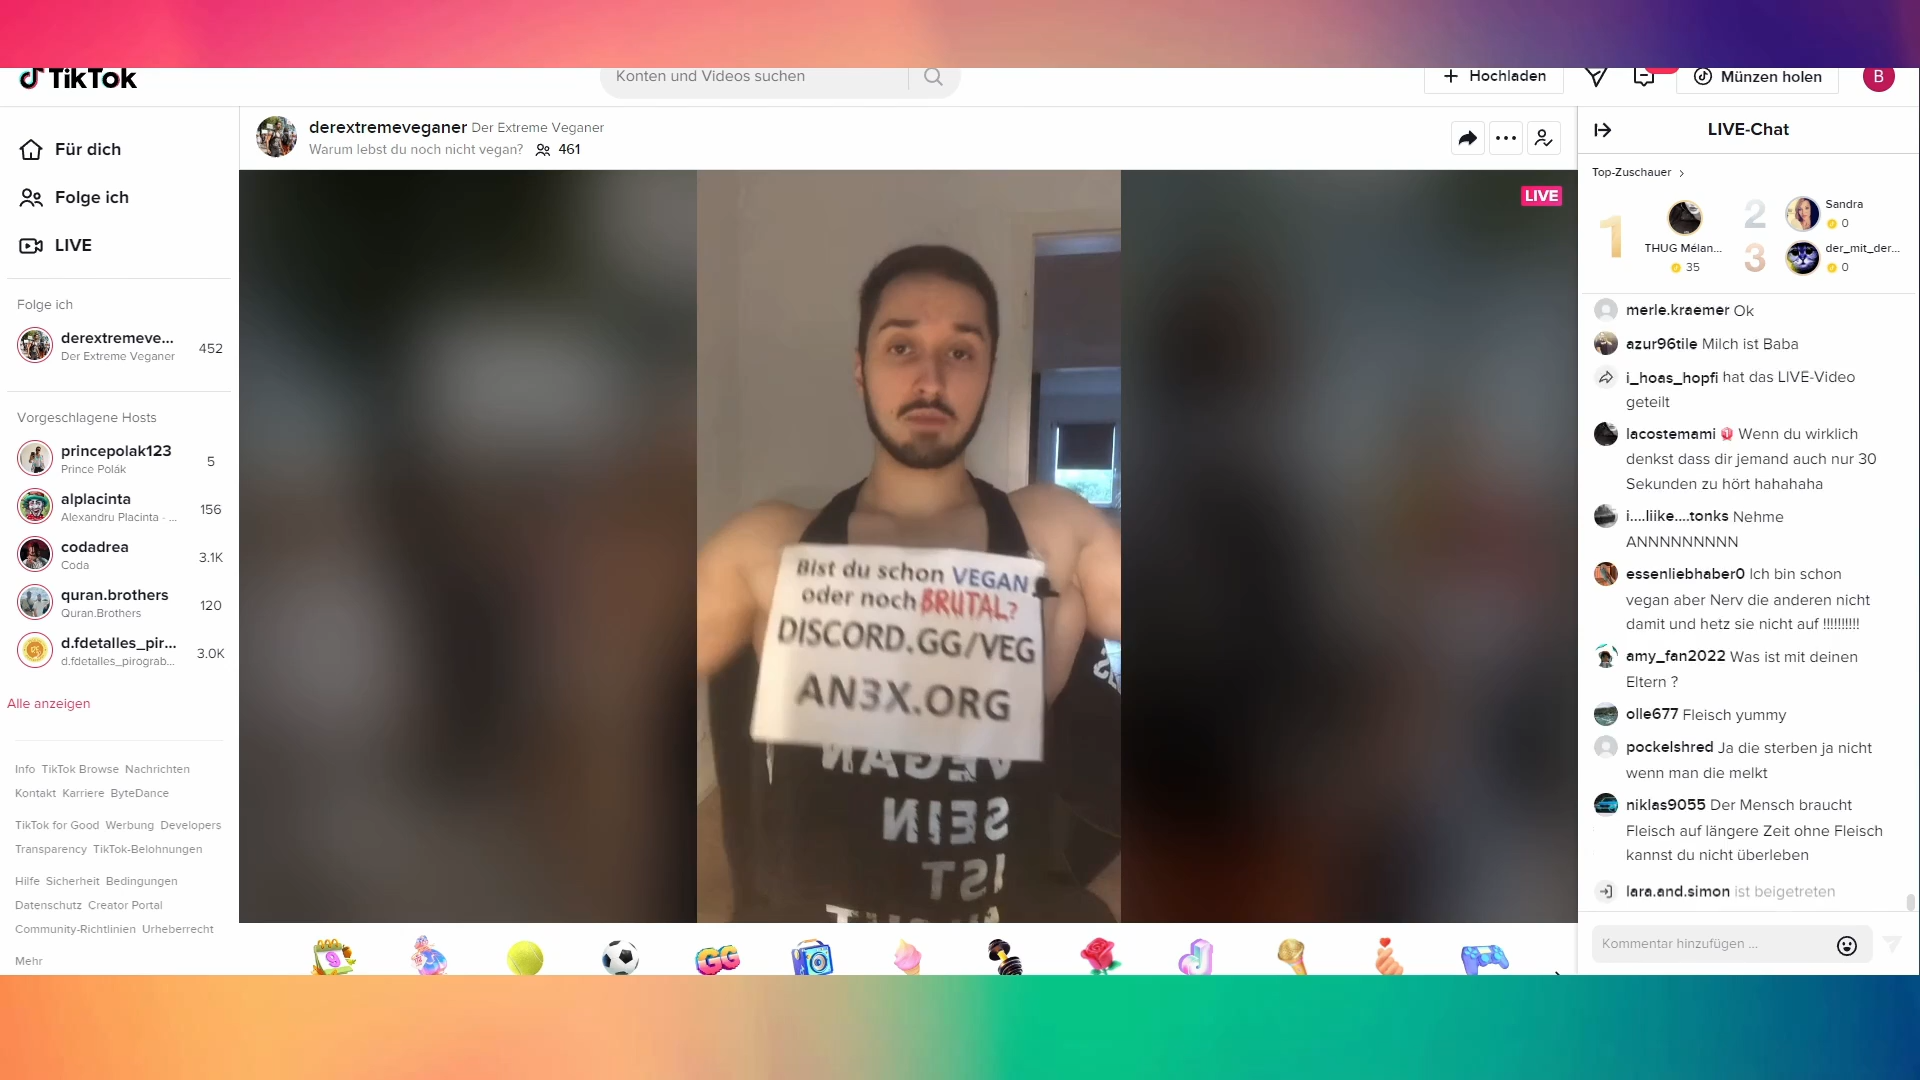 TikTok
Konten und Videos suchen
Hochladen
Münzen holen
B
Für dich
Folge ich
LIVE
Folge ich
derextremeve... 452
Der Extreme Veganer
Vorgeschlagene Hosts
princepolak123 5
Prince Polák
alplacinta 156
Alexandru Placinta · ...
codadrea 3.1K
Coda
quran.brothers 120
Quran.Brothers
d.fdetalles_pir... 3.0K
d.fdetalles_pirograb...
Alle anzeigen
Info TikTok Browse Nachrichten
Kontakt Karriere ByteDance
TikTok for Good Werbung Developers
Transparency TikTok-Belohnungen
Hilfe Sicherheit Bedingungen
Datenschutz Creator Portal
Community-Richtlinien Urheberrecht
Mehr
derextremeveganer Der Extreme Veganer
Warum lebst du noch nicht vegan? 461
LIVE
Bist du schon VEGAN
oder noch BRUTAL?
DISCORD.GG/VEG
AN3X.ORG
VEGAN
SEIN
IST
9
GG
LIVE-Chat
Top-Zuschauer
1
THUG Mélan...
35
2
Sandra
0
3
der_mit_der...
0
merle.kraemer Ok
azur96tile Milch ist Baba
i_hoas_hopfi hat das LIVE-Video
geteilt
lacostemami Wenn du wirklich
denkst dass dir jemand auch nur 30
Sekunden zu hört hahahaha
i....liike....tonks Nehme
ANNNNNNNNN
essenliebhaber0 Ich bin schon
vegan aber Nerv die anderen nicht
damit und hetz sie nicht auf !!!!!!!!!!
amy_fan2022 Was ist mit deinen
Eltern ?
olle677 Fleisch yummy
pockelshred Ja die sterben ja nicht
wenn man die melkt
niklas9055 Der Mensch braucht
Fleisch auf längere Zeit ohne Fleisch
kannst du nicht überleben
lara.and.simon ist beigetreten
Kommentar hinzufügen ...